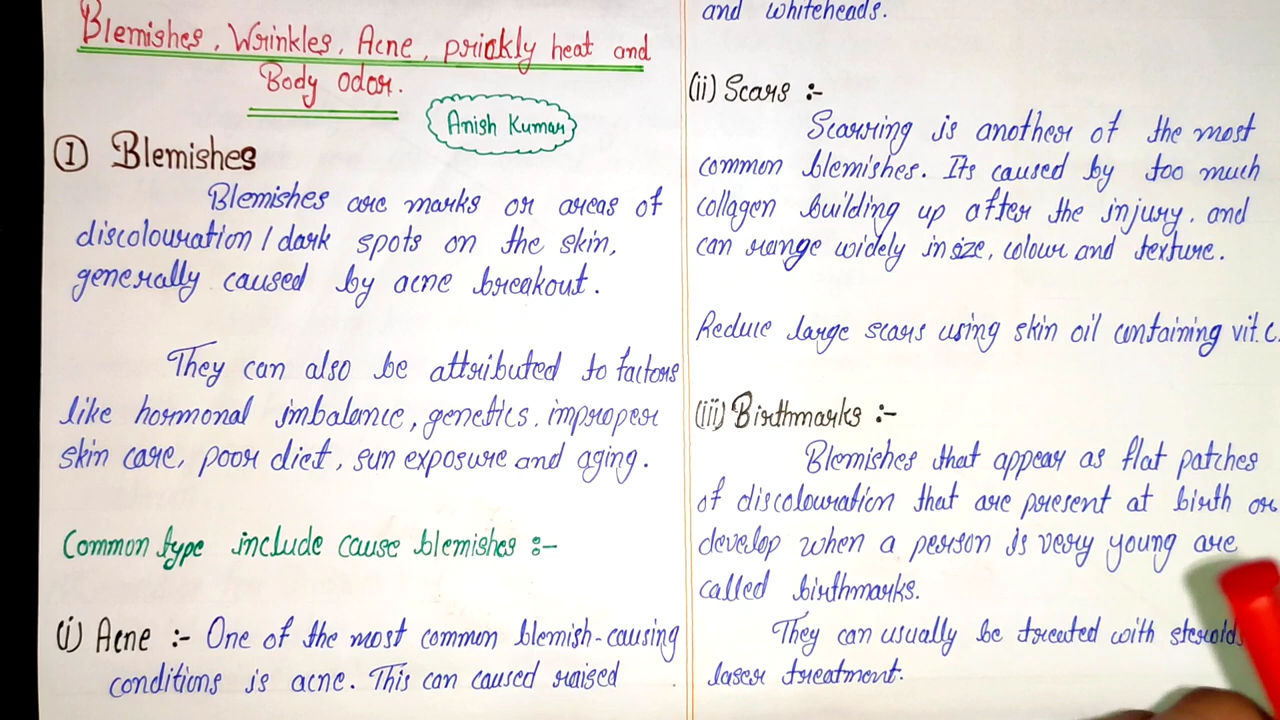 Blemishes, Wrinkles, Acne, prickly heat and
Body odor.
Anish Kumar
① Blemishes
Blemishes are marks or areas of
discolouration / dark spots on the skin,
generally caused by acne breakout.
They can also be attributed to factors
like hormonal imbalance, genetics, improper
skin care, poor diet, sun exposure and aging.
Common type include cause blemishes :-
(i) Acne :- One of the most common blemish-causing
conditions is acne. This can caused raised
and whiteheads.
(ii) Scars :-
Scarring is another of the most
common blemishes. Its caused by too much
collagen building up after the injury. and
can range widely in size, colour and texture.
Reduce large scars using skin oil containing vit. C.
(iii) Birthmarks :-
Blemishes that appear as flat patches
of discolouration that are present at birth or
develop when a person is very young are
called birthmarks.
They can usually be treated with steroids
laser treatment.